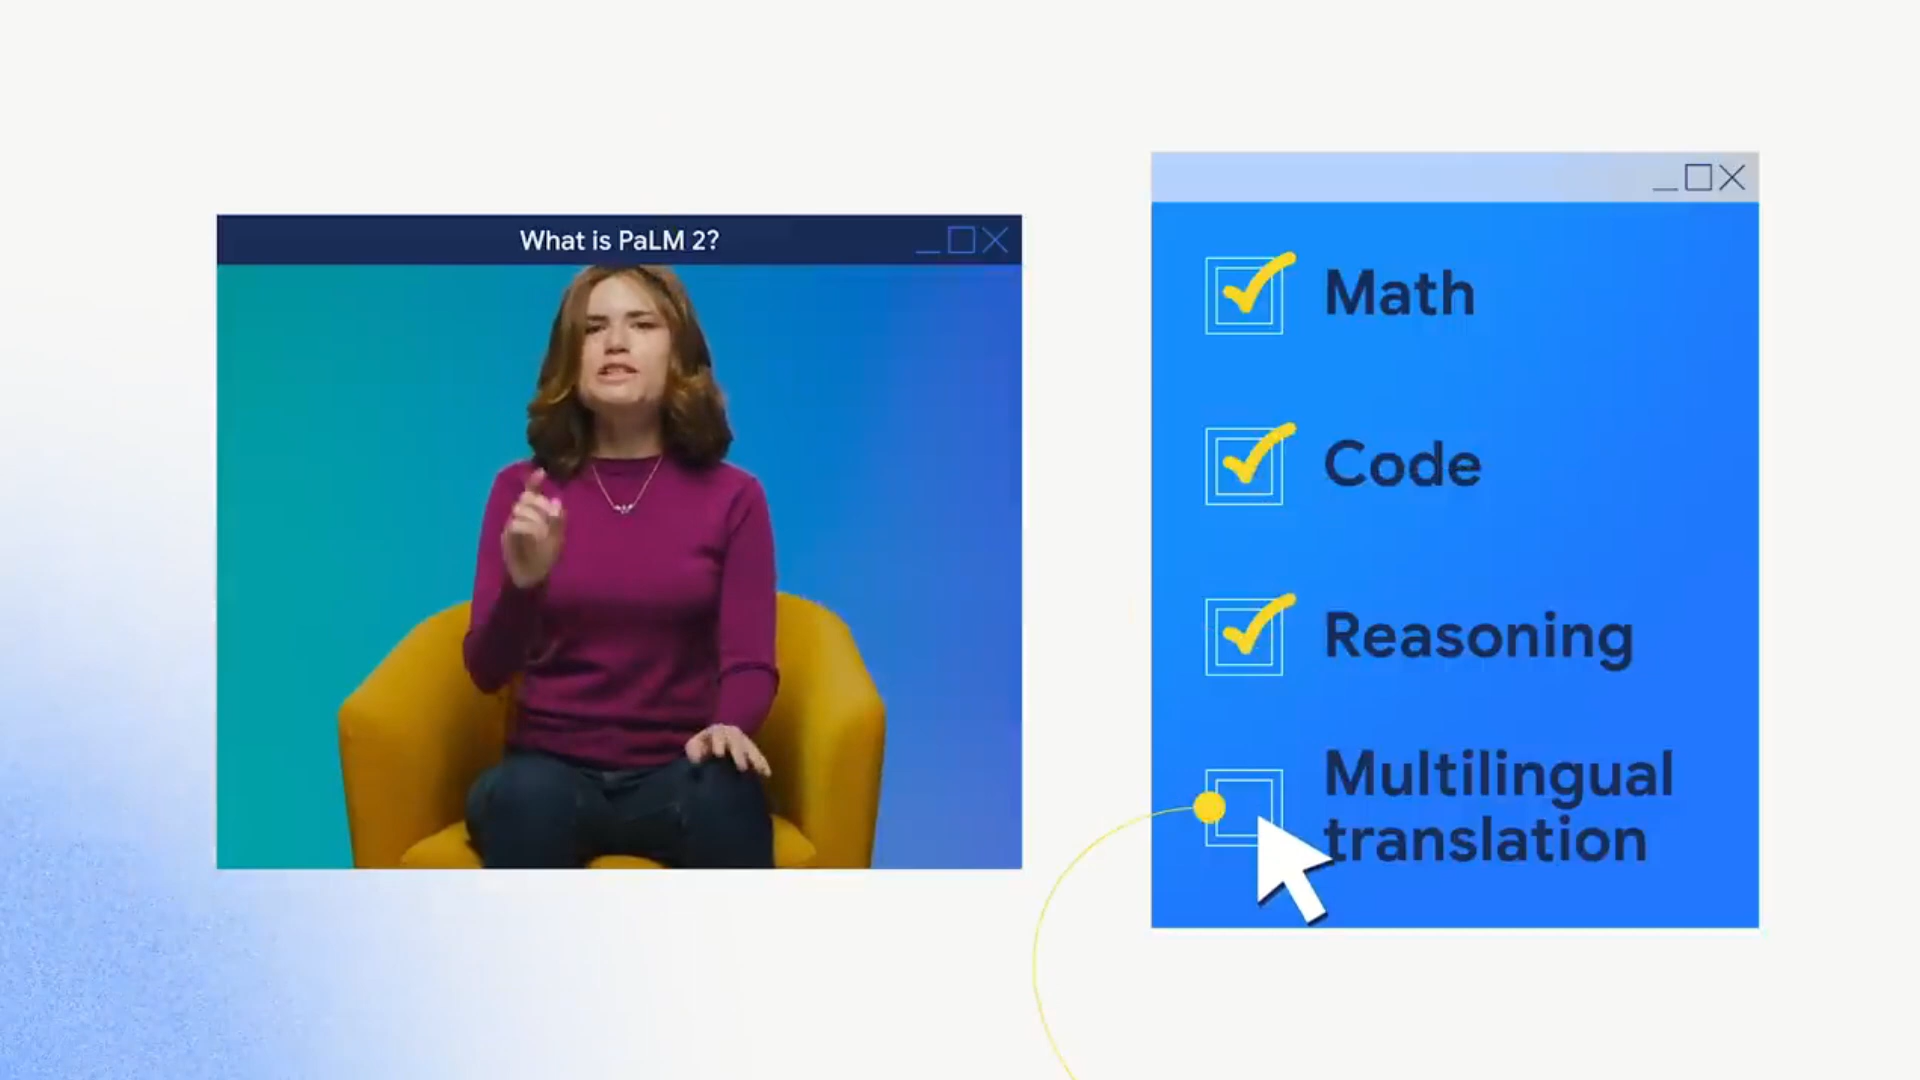 What is PaLM 2?
Math
Code
Reasoning
Multilingual
translation